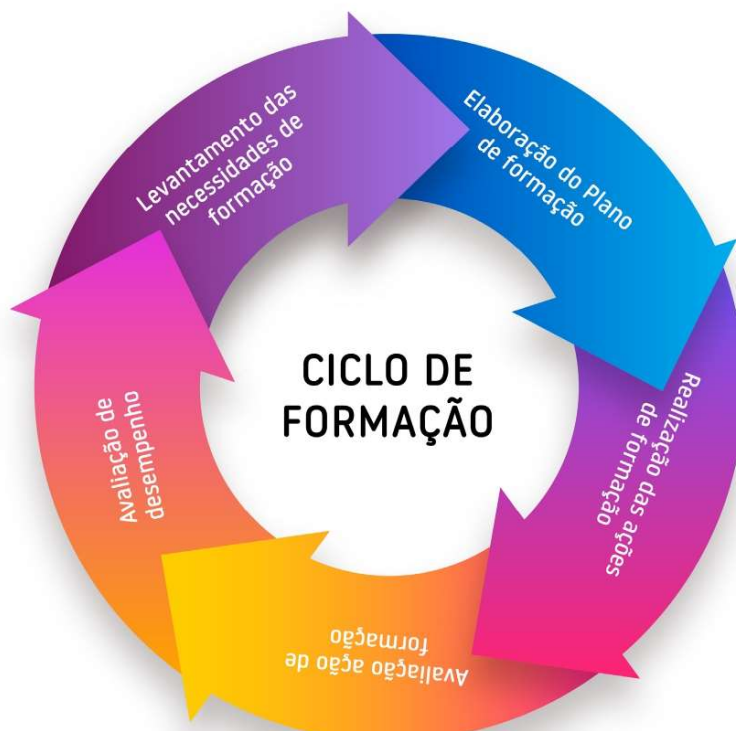 Levantamento das
necessidades de
formação
Elaboração do Plano
de formação
CICLO DE
FORMAÇÃO
Realização das ações
de formação
Avaliação ação de
formação
Avaliação de
desempenho